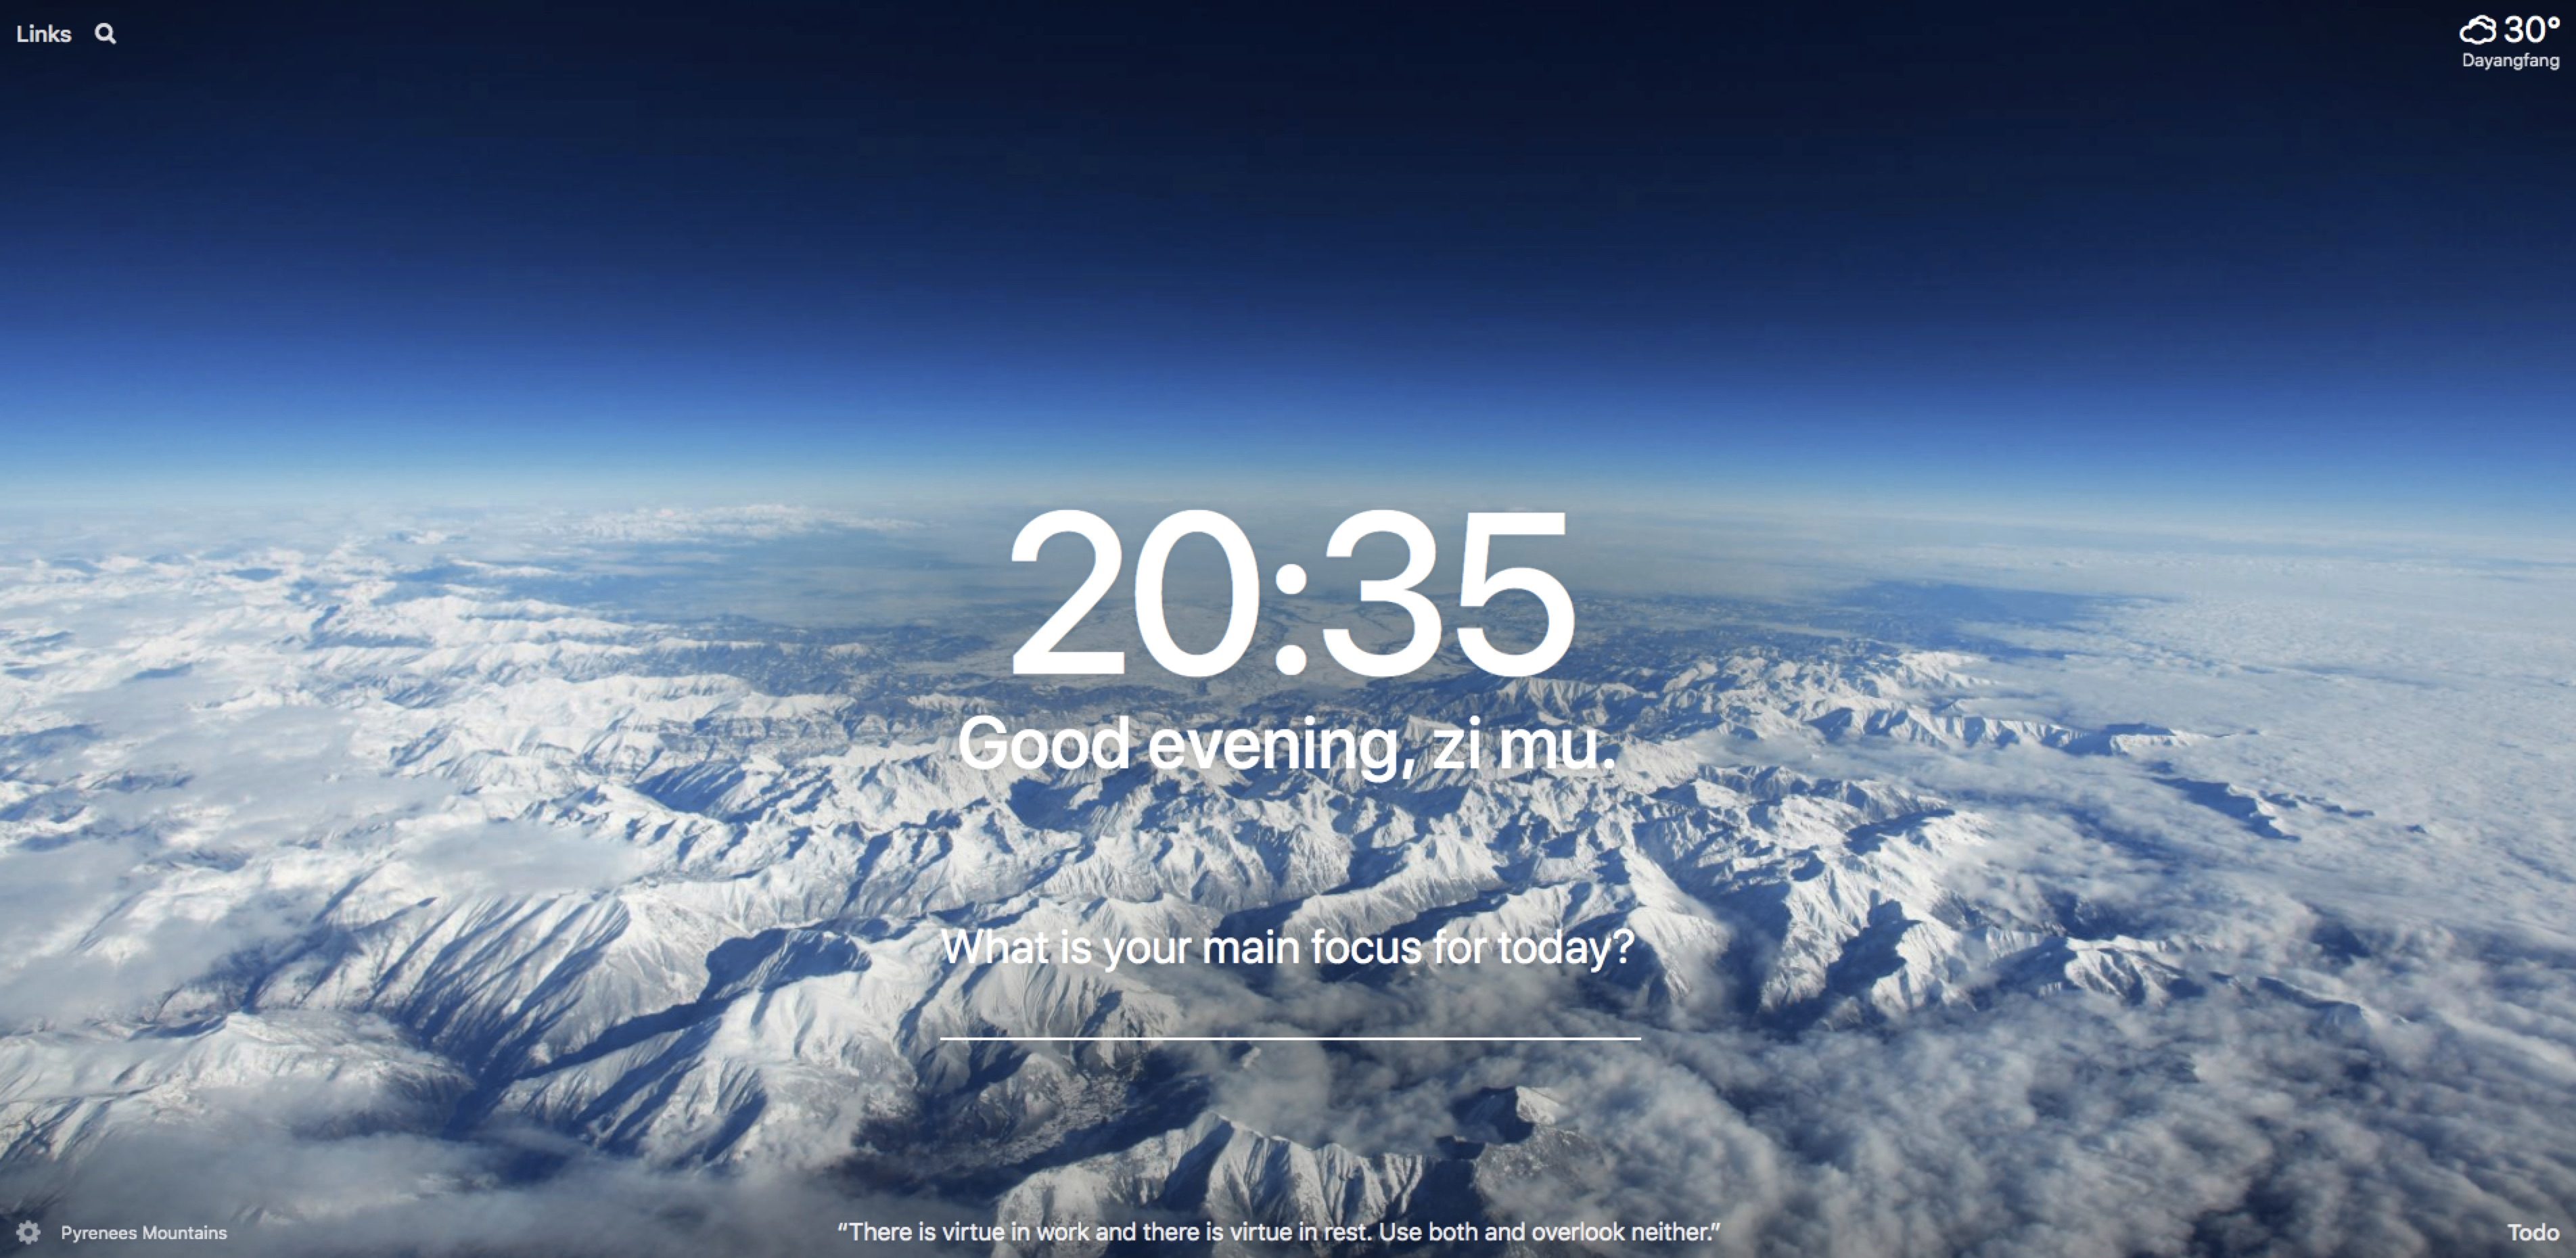 Links
30°
Dayangfang
20:35
Good evening, zi mu.
What is your main focus for today?
Pyrenees Mountains
“There is virtue in work and there is virtue in rest. Use both and overlook neither.”
Todo